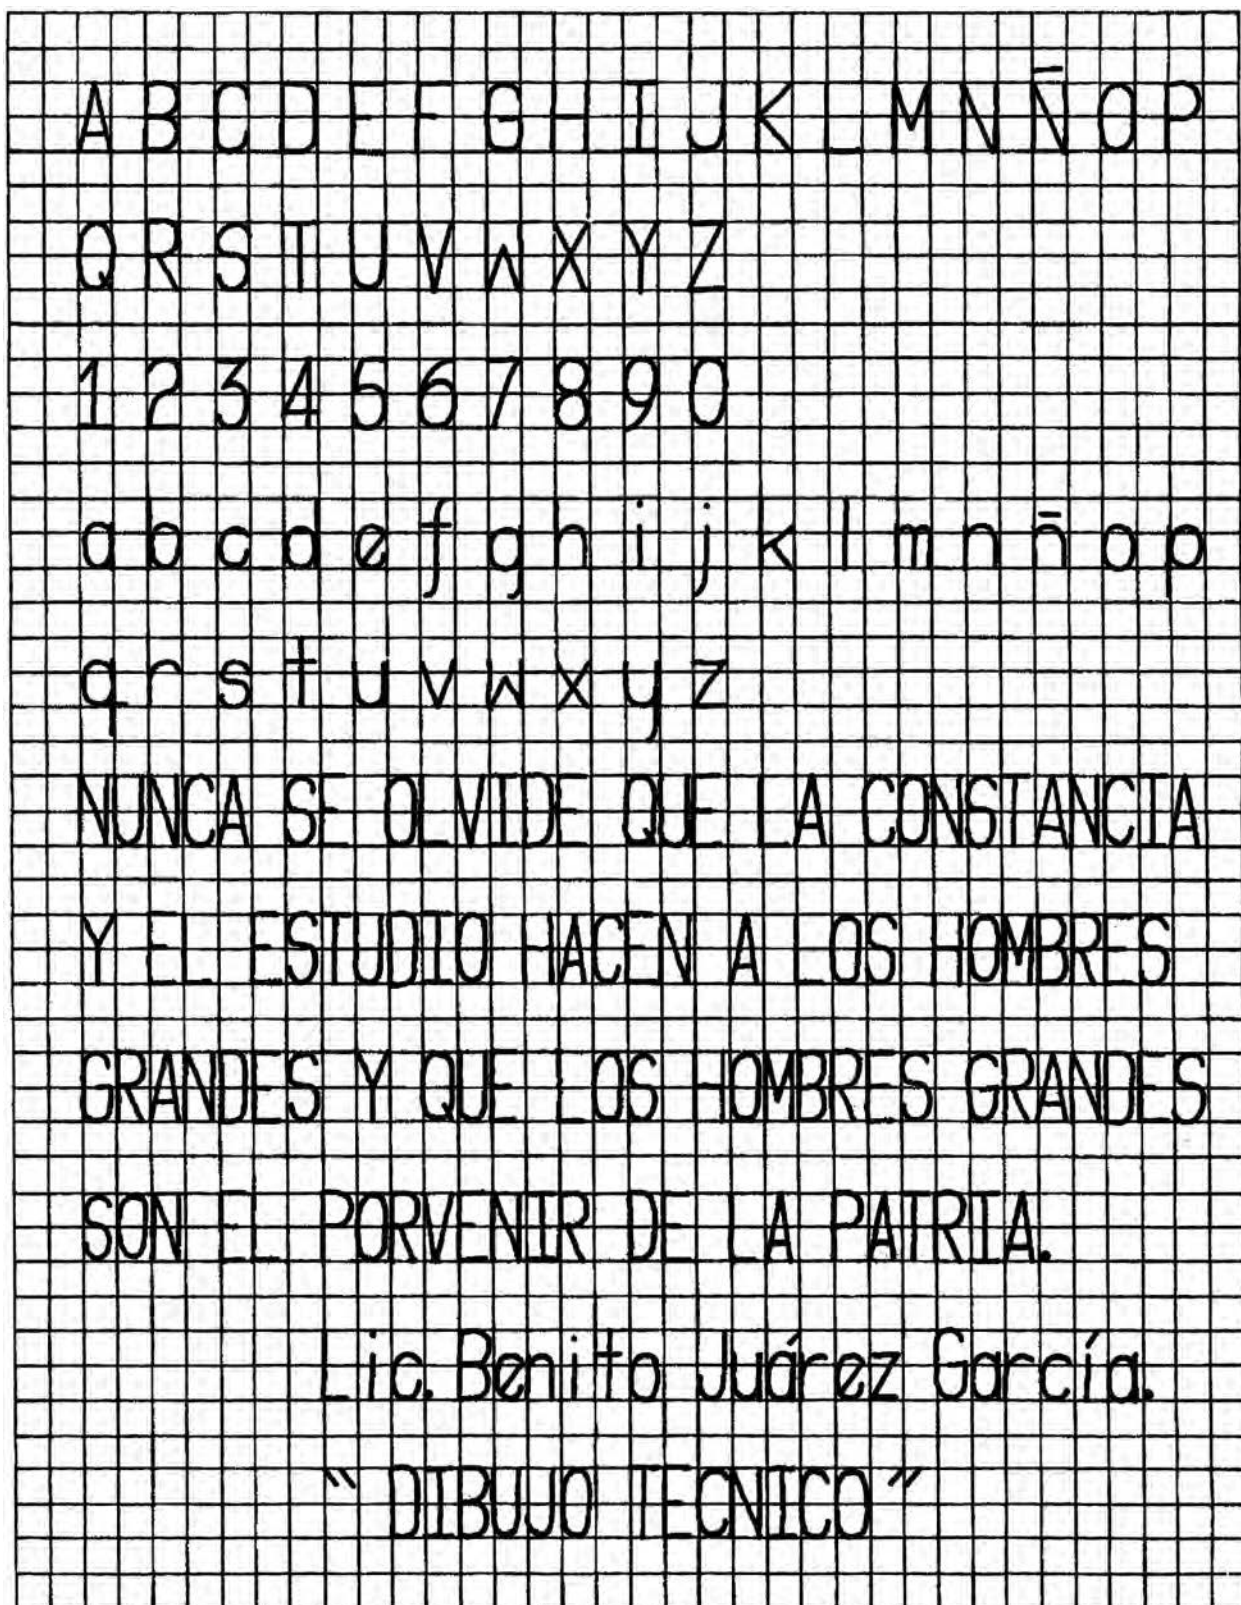 A B C D E F G H I J K L M N Ñ O P
Q R S T U V W X Y Z
1 2 3 4 5 6 7 8 9 0
a b c d e f g h i j k l m n ñ o p
q r s t u v w x y z
NUNCA SE OLVIDE QUE LA CONSTANCIA
Y EL ESTUDIO HACEN A LOS HOMBRES
GRANDES Y QUE LOS HOMBRES GRANDES
SON EL PORVENIR DE LA PATRIA.
Lic. Benito Juárez García.
“DIBUJO TECNICO”